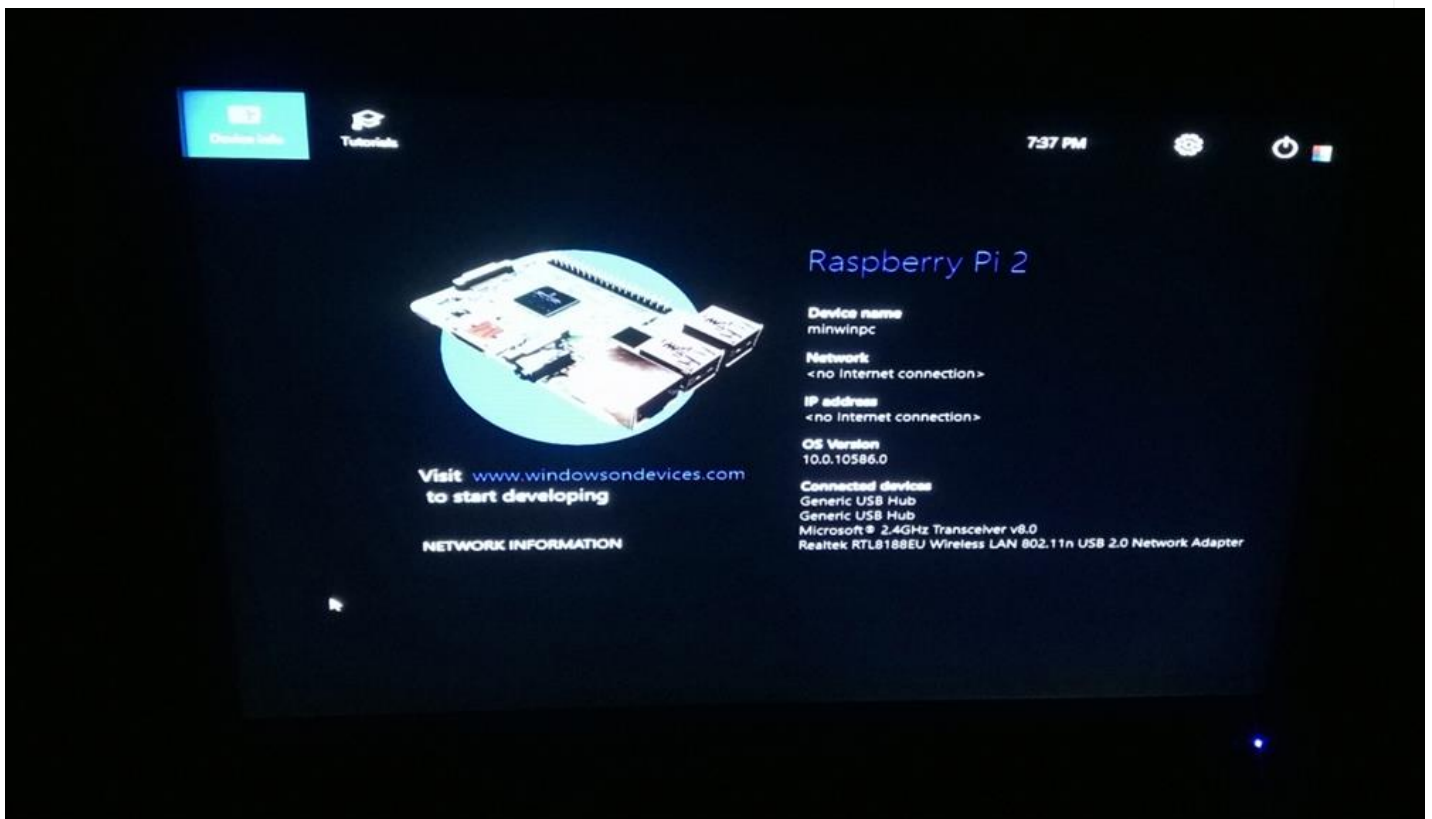 Device Info
Tutorials
7:37 PM
Raspberry Pi 2
Device name
minwinpc
Network
<no Internet connection>
IP address
<no Internet connection>
OS Version
10.0.10586.0
Connected devices
Generic USB Hub
Generic USB Hub
Microsoft® 2.4GHz Transceiver v8.0
Realtek RTL8188EU Wireless LAN 802.11n USB 2.0 Network Adapter
Visit www.windowsondevices.com
to start developing
NETWORK INFORMATION